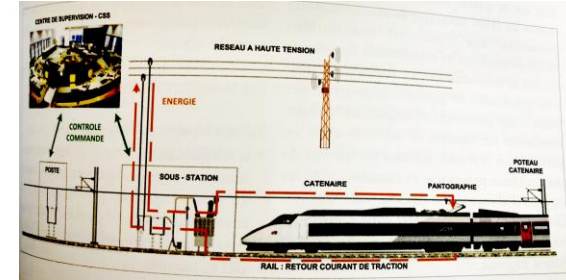 CENTRE DE SUPERVISION - CSS
RESEAU A HAUTE TENSION
ENERGIE
CONTROLE
COMMANDE
POSTE
SOUS - STATION
CATENAIRE
PANTOGRAPHE
POTEAU
CATENAIRE
RAIL : RETOUR COURANT DE TRACTION